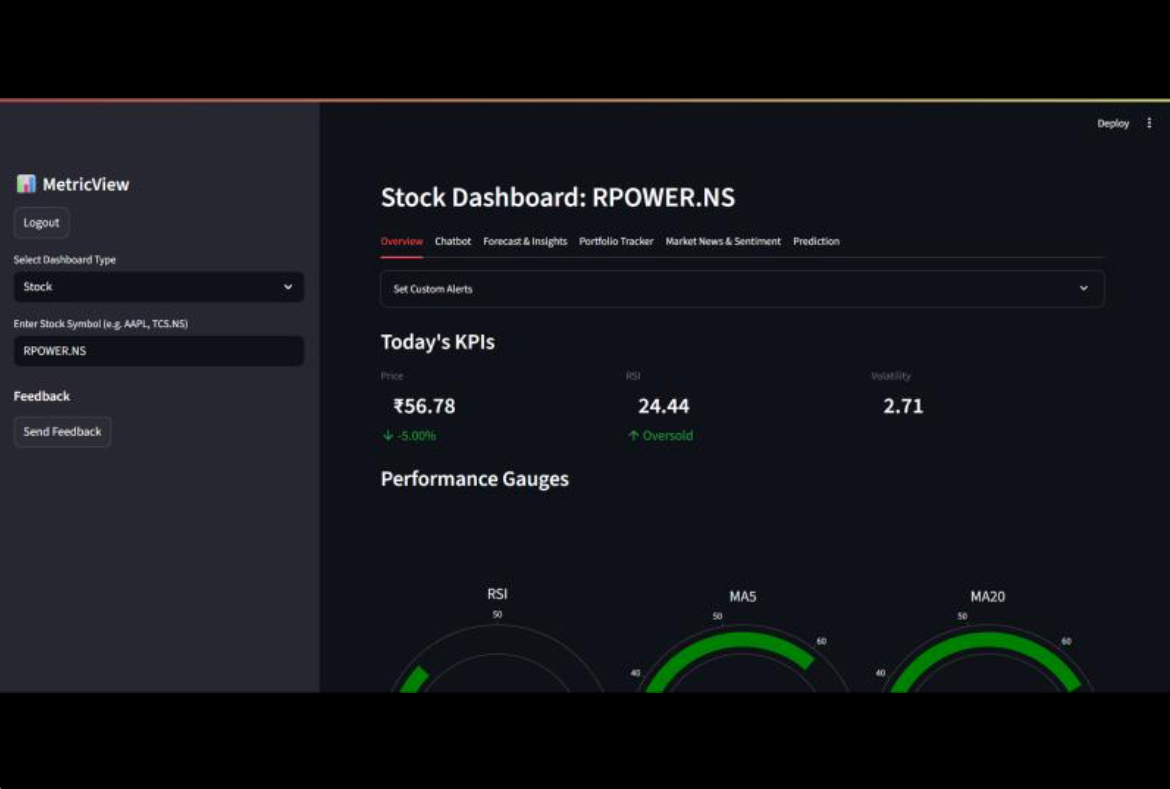 Deploy
MetricView
Logout
Select Dashboard Type
Stock
Enter Stock Symbol (e.g. AAPL, TCS.NS)
RPOWER.NS
Feedback
Send Feedback
Stock Dashboard: RPOWER.NS
Overview Chatbot Forecast & Insights Portfolio Tracker Market News & Sentiment Prediction
Set Custom Alerts
Today's KPIs
Price RSI Volatility
₹56.78 24.44 2.71
↓ -5.00% ↑ Oversold
Performance Gauges
RSI MA5 MA20
50 50 50
60 60
40 40